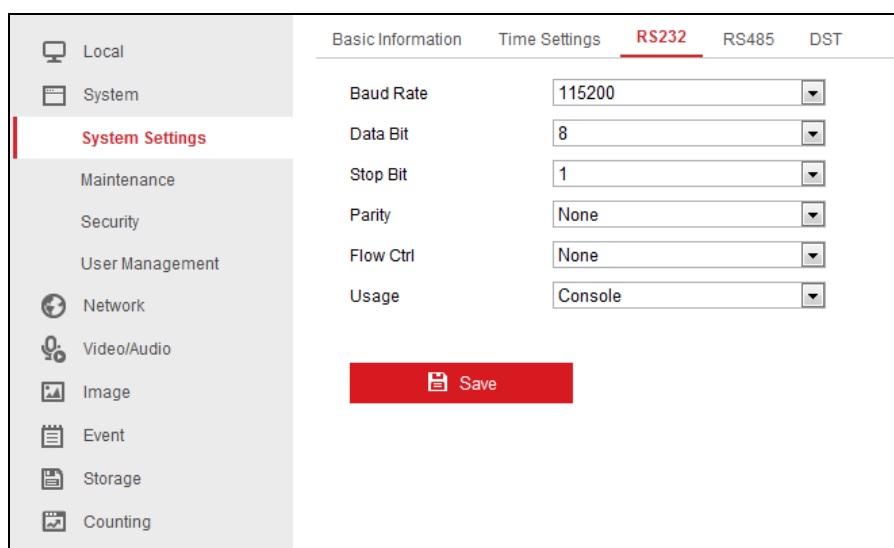 Basic Information Time Settings RS232 RS485 DST
Local
System
System Settings
Maintenance
Security
User Management
Network
Video/Audio
Image
Event
Storage
Counting
Baud Rate 115200
Data Bit 8
Stop Bit 1
Parity None
Flow Ctrl None
Usage Console
Save